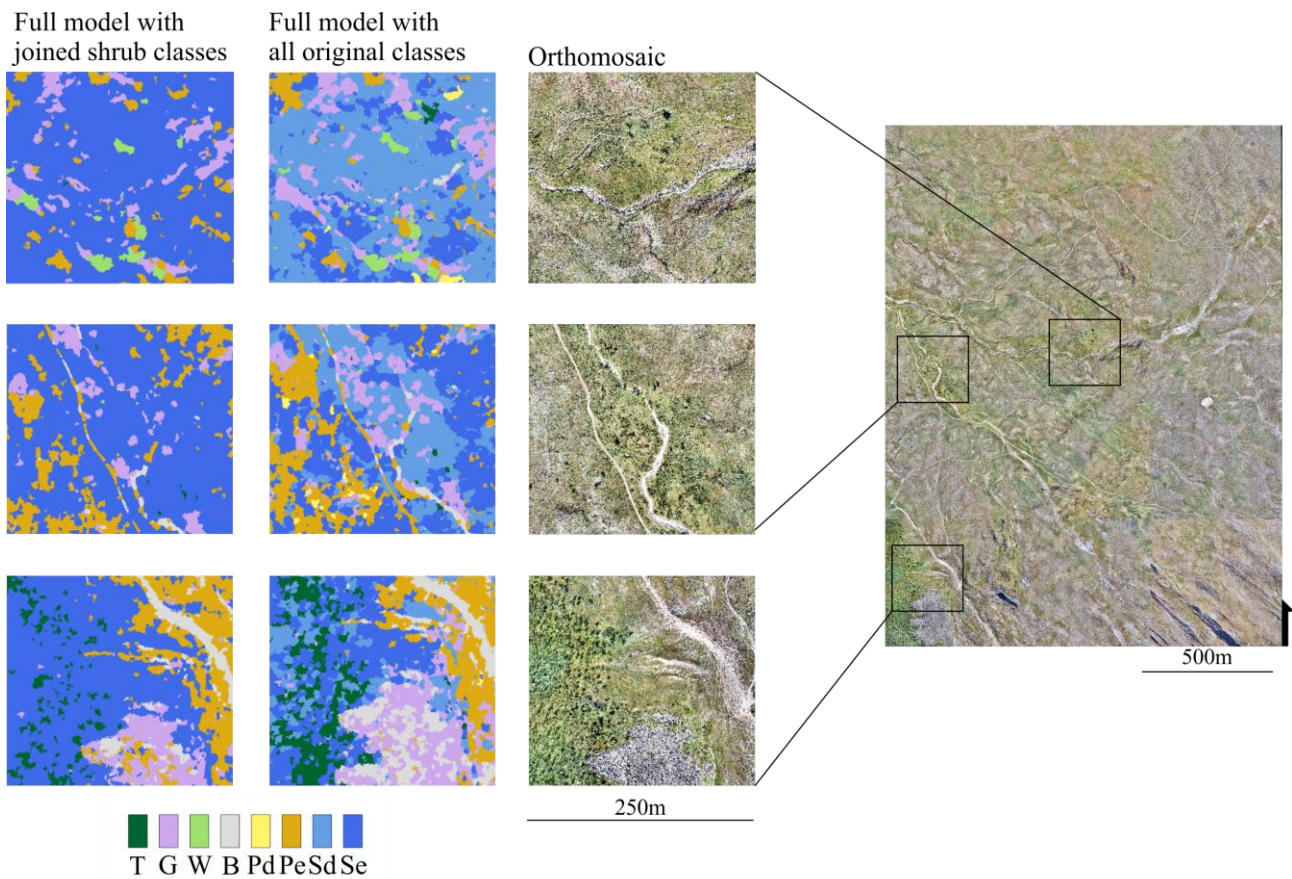 Full model with
joined shrub classes
Full model with
all original classes
Orthomosaic
500m
250m
T G W B Pd Pe Sd Se